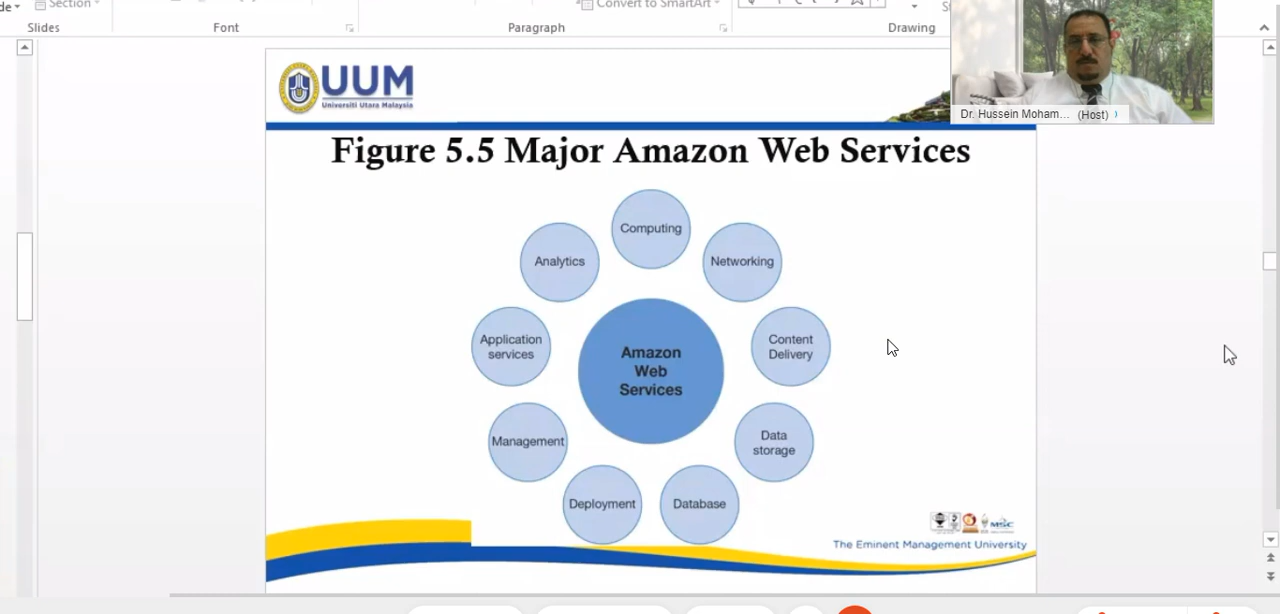 Section
Convert to SmartArt
Slides
Font
Paragraph
Drawing
UUM
Universiti Utara Malaysia
Dr. Hussein Moham... (Host)
Figure 5.5 Major Amazon Web Services
Computing
Analytics
Networking
Application
services
Content
Delivery
Amazon
Web
Services
Management
Data
storage
Deployment
Database
MSC
The Eminent Management University